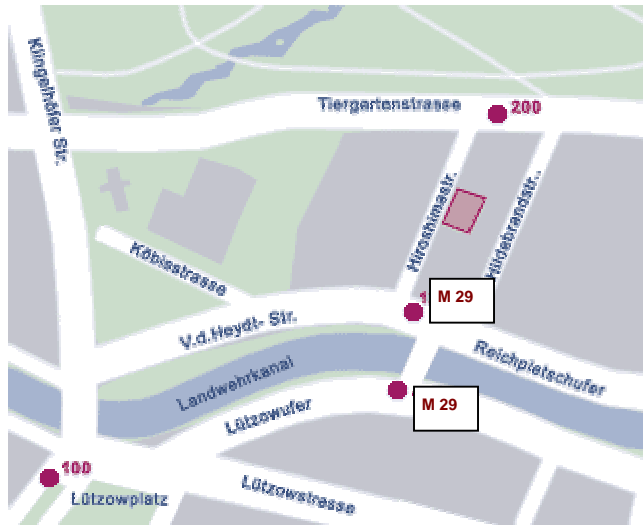 Klingelhöfer Str.
Tiergartenstrasse
200
Hiroshimastr.
Hildebrandstr.
Köbisstrasse
M 29
V.d.Heydt- Str.
Reichpietschufer
Landwehrkanal
Lützowufer
M 29
100
Lützowplatz
Lützowstrasse